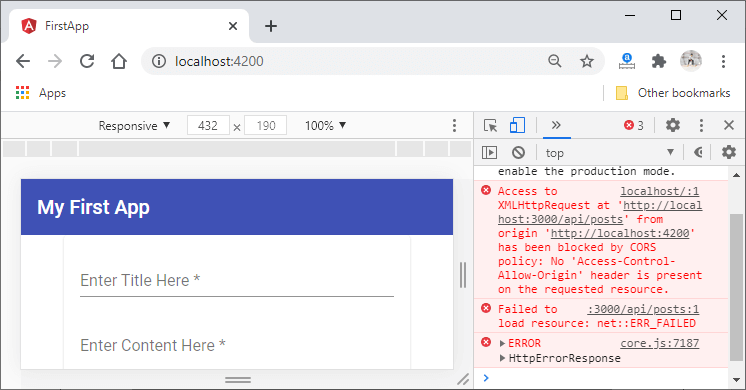 FirstApp
localhost:4200
Apps
Other bookmarks
Responsive 432 × 190 100%
3
top
enable the production mode.
Access to localhost/:1
XMLHttpRequest at 'http://local
host:3000/api/posts' from
origin 'http://localhost:4200'
has been blocked by CORS
policy: No 'Access-Control-
Allow-Origin' header is present
on the requested resource.
Failed to :3000/api/posts:1
load resource: net::ERR_FAILED
ERROR core.js:7187
HttpErrorResponse
My First App
Enter Title Here *
Enter Content Here *